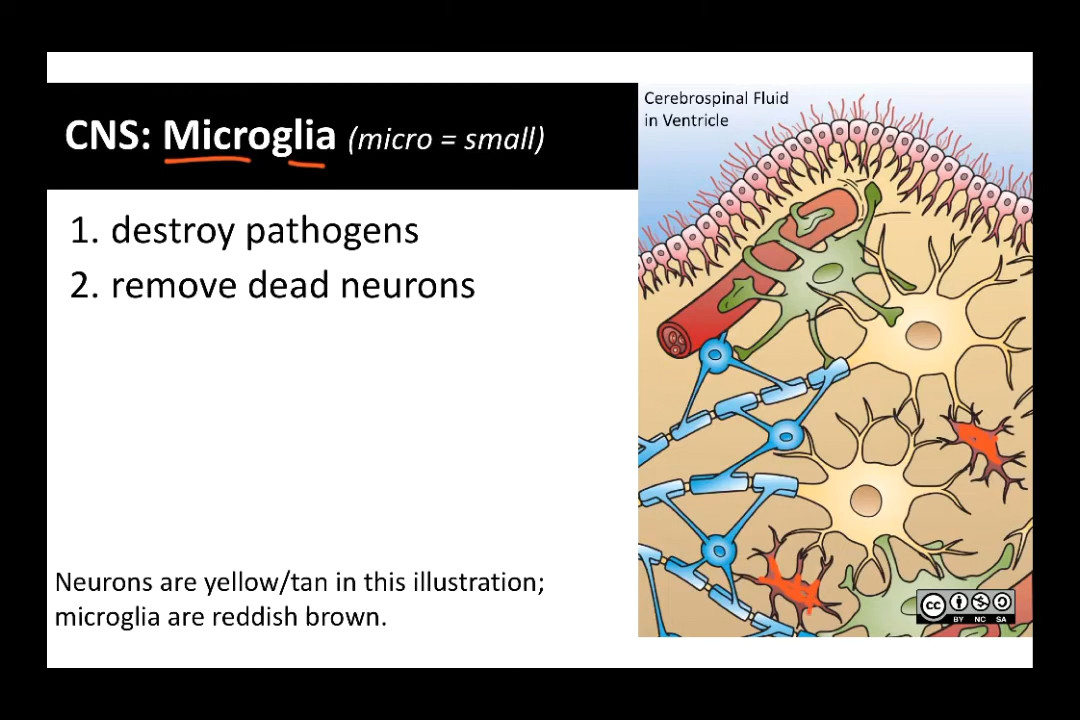 CNS: Microglia (micro = small)
1. destroy pathogens
2. remove dead neurons
Neurons are yellow/tan in this illustration;
microglia are reddish brown.
Cerebrospinal Fluid
in Ventricle
cc
BY NC SA